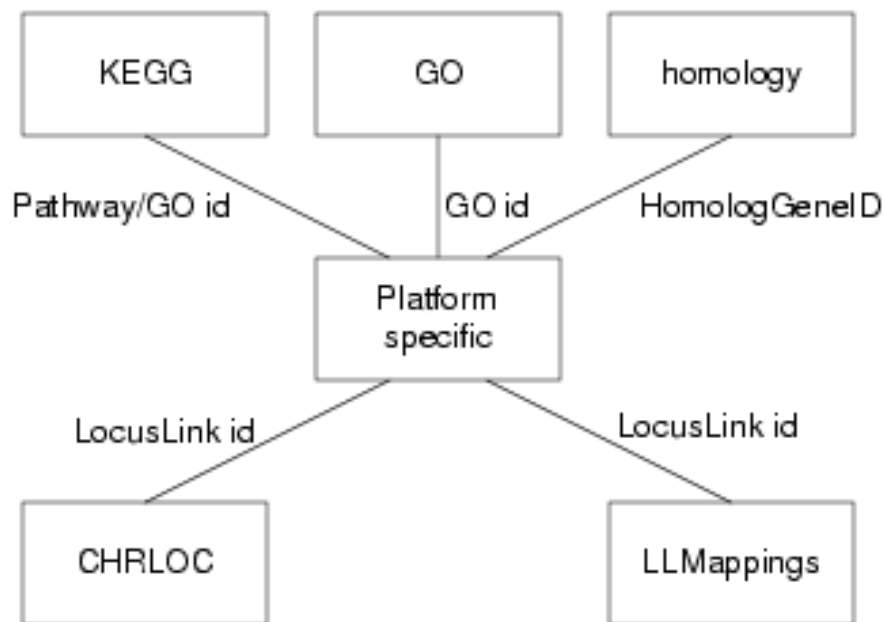 KEGG
GO
homology
Pathway/GO id
GO id
HomologGeneID
Platform
specific
LocusLink id
LocusLink id
CHRLOC
LLMappings